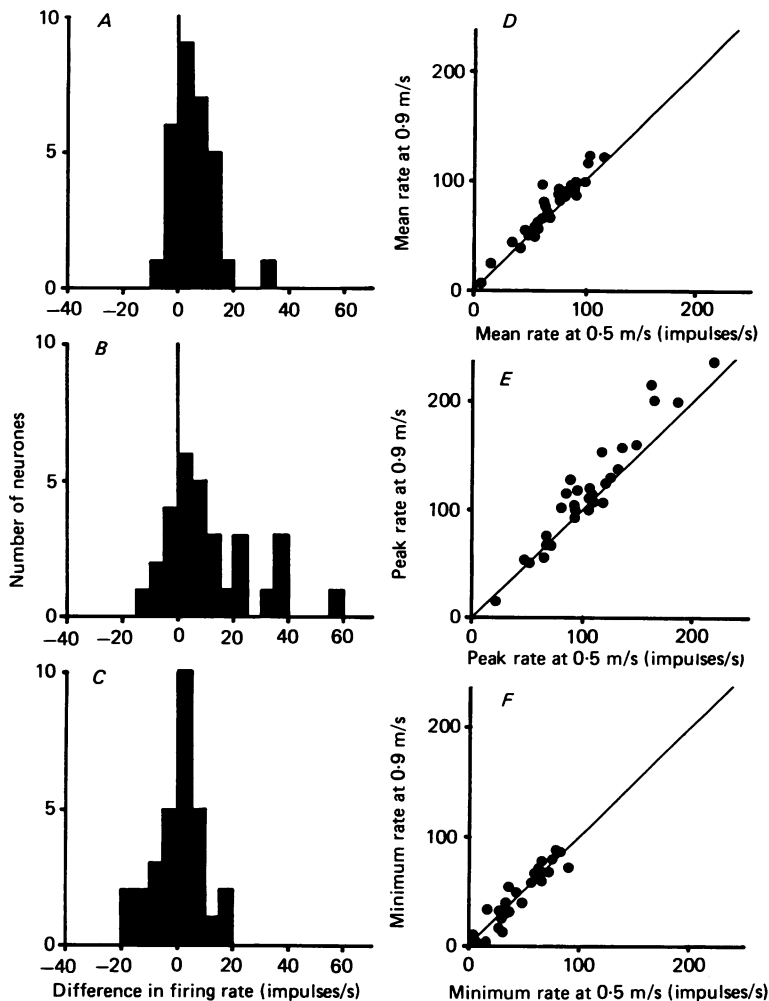 A
10
5
0
−40 −20 0 20 40 60
B
10
5
0
−40 −20 0 20 40 60
Number of neurones
C
10
5
0
−40 −20 0 20 40 60
Difference in firing rate (impulses/s)
D
200
100
0
0 100 200
Mean rate at 0·9 m/s
Mean rate at 0·5 m/s (impulses/s)
E
200
100
0
0 100 200
Peak rate at 0·9 m/s
Peak rate at 0·5 m/s (impulses/s)
F
200
100
0
0 100 200
Minimum rate at 0·9 m/s
Minimum rate at 0·5 m/s (impulses/s)